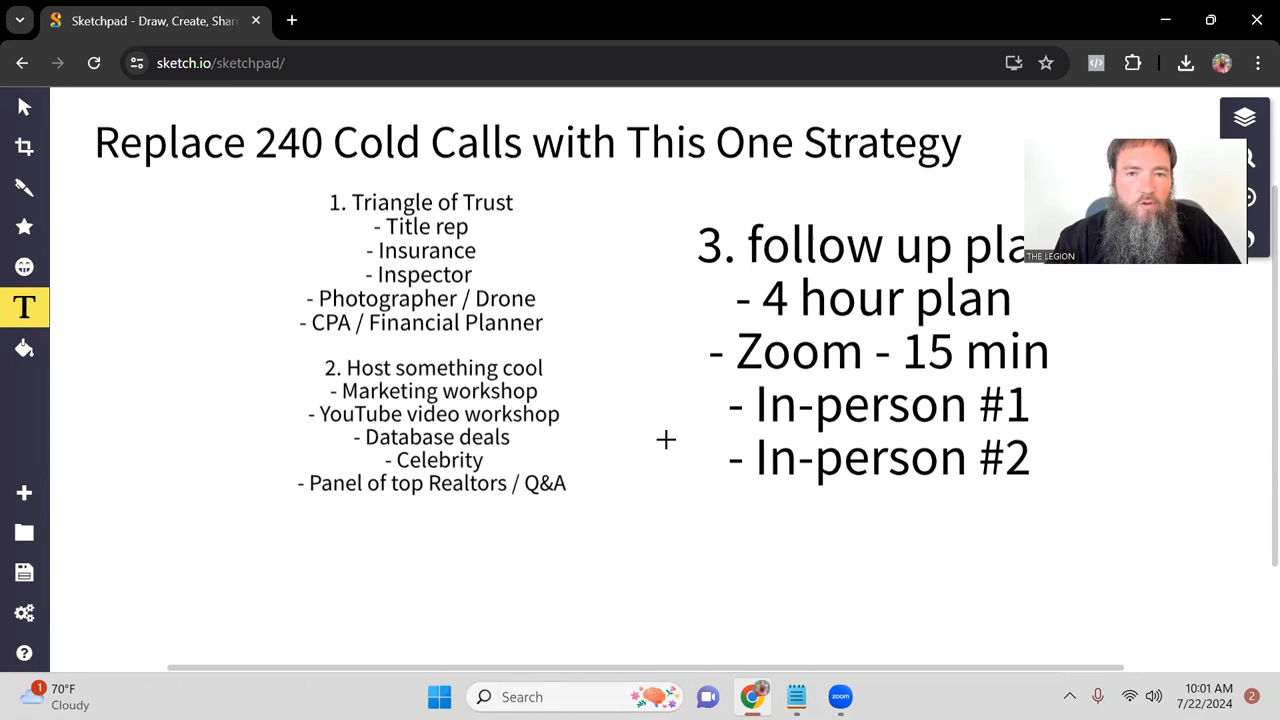 Sketchpad - Draw, Create, Shar
sketch.io/sketchpad/
Replace 240 Cold Calls with This One Strategy
1. Triangle of Trust
- Title rep
- Insurance
- Inspector
- Photographer / Drone
- CPA / Financial Planner
2. Host something cool
- Marketing workshop
- YouTube video workshop
- Database deals
- Celebrity
- Panel of top Realtors / Q&A
3. follow up pla
- 4 hour plan
- Zoom - 15 min
- In-person #1
- In-person #2
THE LEGION
T
1
70°F
Cloudy
Search
zoom
10:01 AM
7/22/2024
2